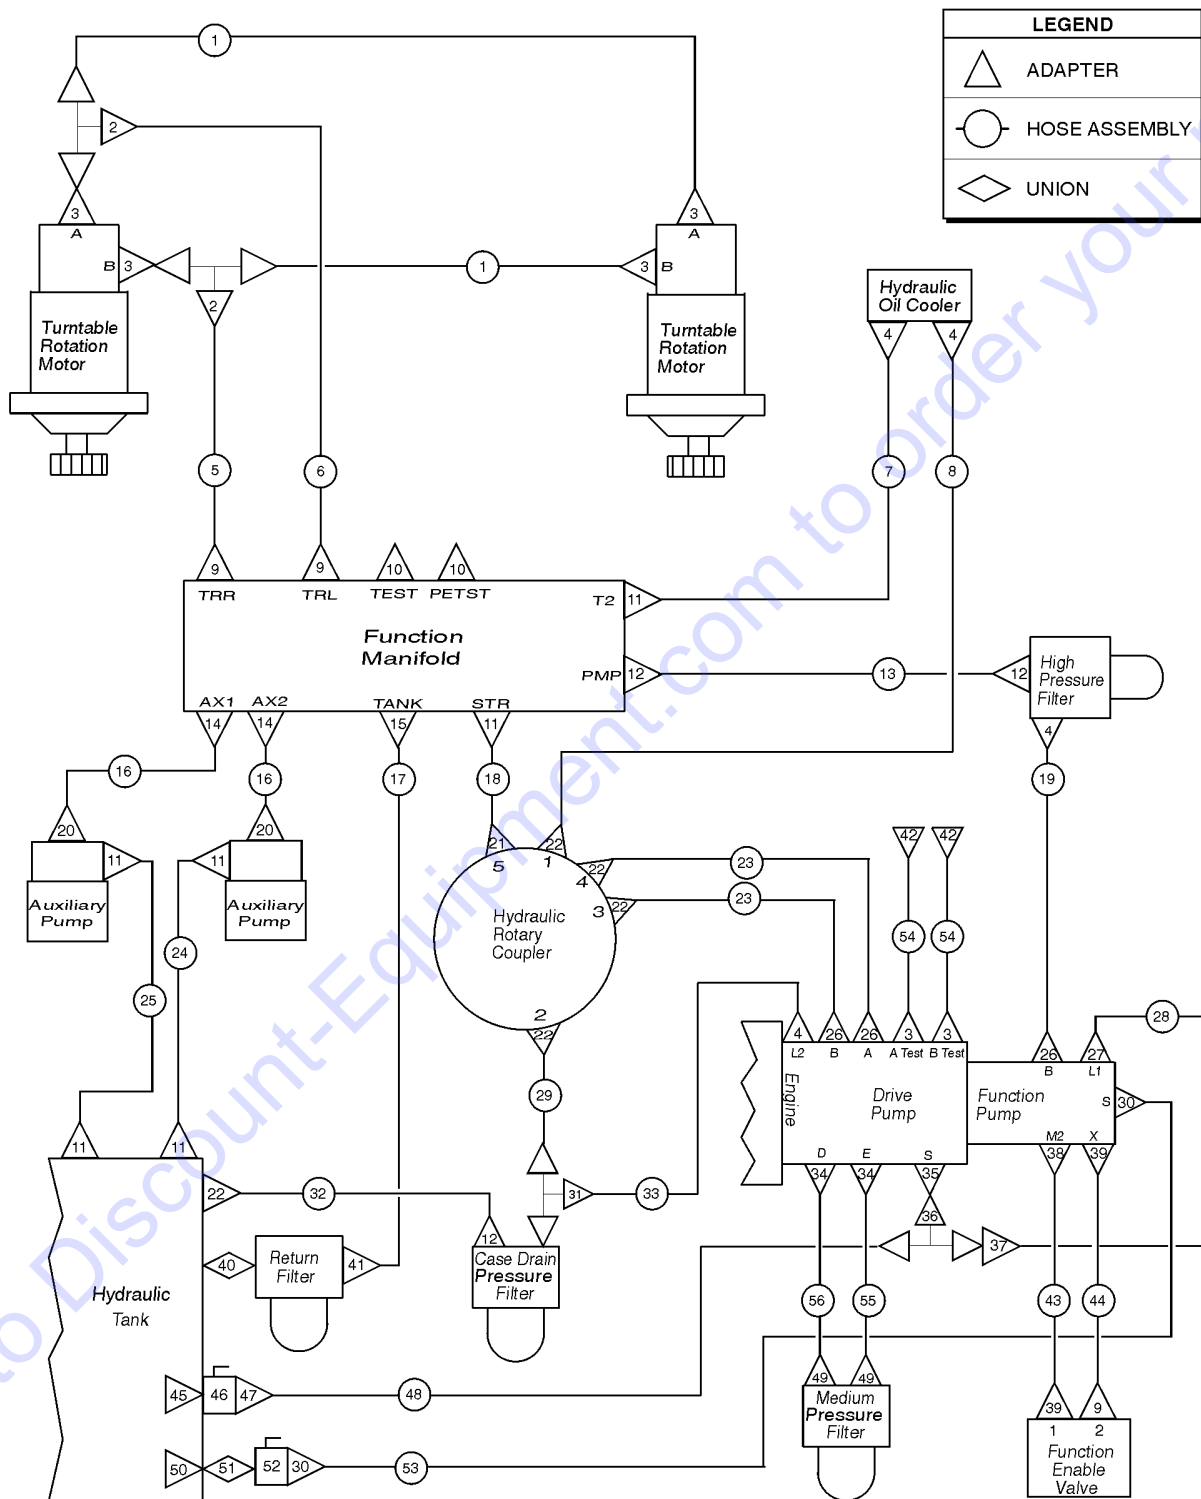 LEGEND
ADAPTER
HOSE ASSEMBLY
UNION
1
2
3
A
B 3
2
1
3 B
3
A
Turntable
Rotation
Motor
Turntable
Rotation
Motor
Hydraulic
Oil Cooler
4
4
5
6
7
8
9
9
10
10
TRR
TRL
TEST
PETST
T2
11
Function
Manifold
PMP
12
13
12
High
Pressure
Filter
4
AX1
AX2
TANK
STR
14
14
15
11
16
16
17
18
19
20
20
11
11
Auxiliary
Pump
Auxiliary
Pump
21
22
5
1
4
22
3
22
23
23
Hydraulic
Rotary
Coupler
2
22
42
42
54
54
24
25
28
29
4
26
26
3
3
L2
B
A
A Test
B Test
26
27
B
L1
Engine
Drive
Pump
Function
Pump
S
30
D
E
S
M2
X
34
34
35
38
39
36
37
11
11
22
32
31
33
12
40
Return
Filter
41
Case Drain
Pressure
Filter
Hydraulic
Tank
56
55
43
44
45
46
47
48
49
49
Medium
Pressure
Filter
39
9
1
2
Function
Enable
Valve
50
51
52
30
53
to Discount-Equipment.com to order your